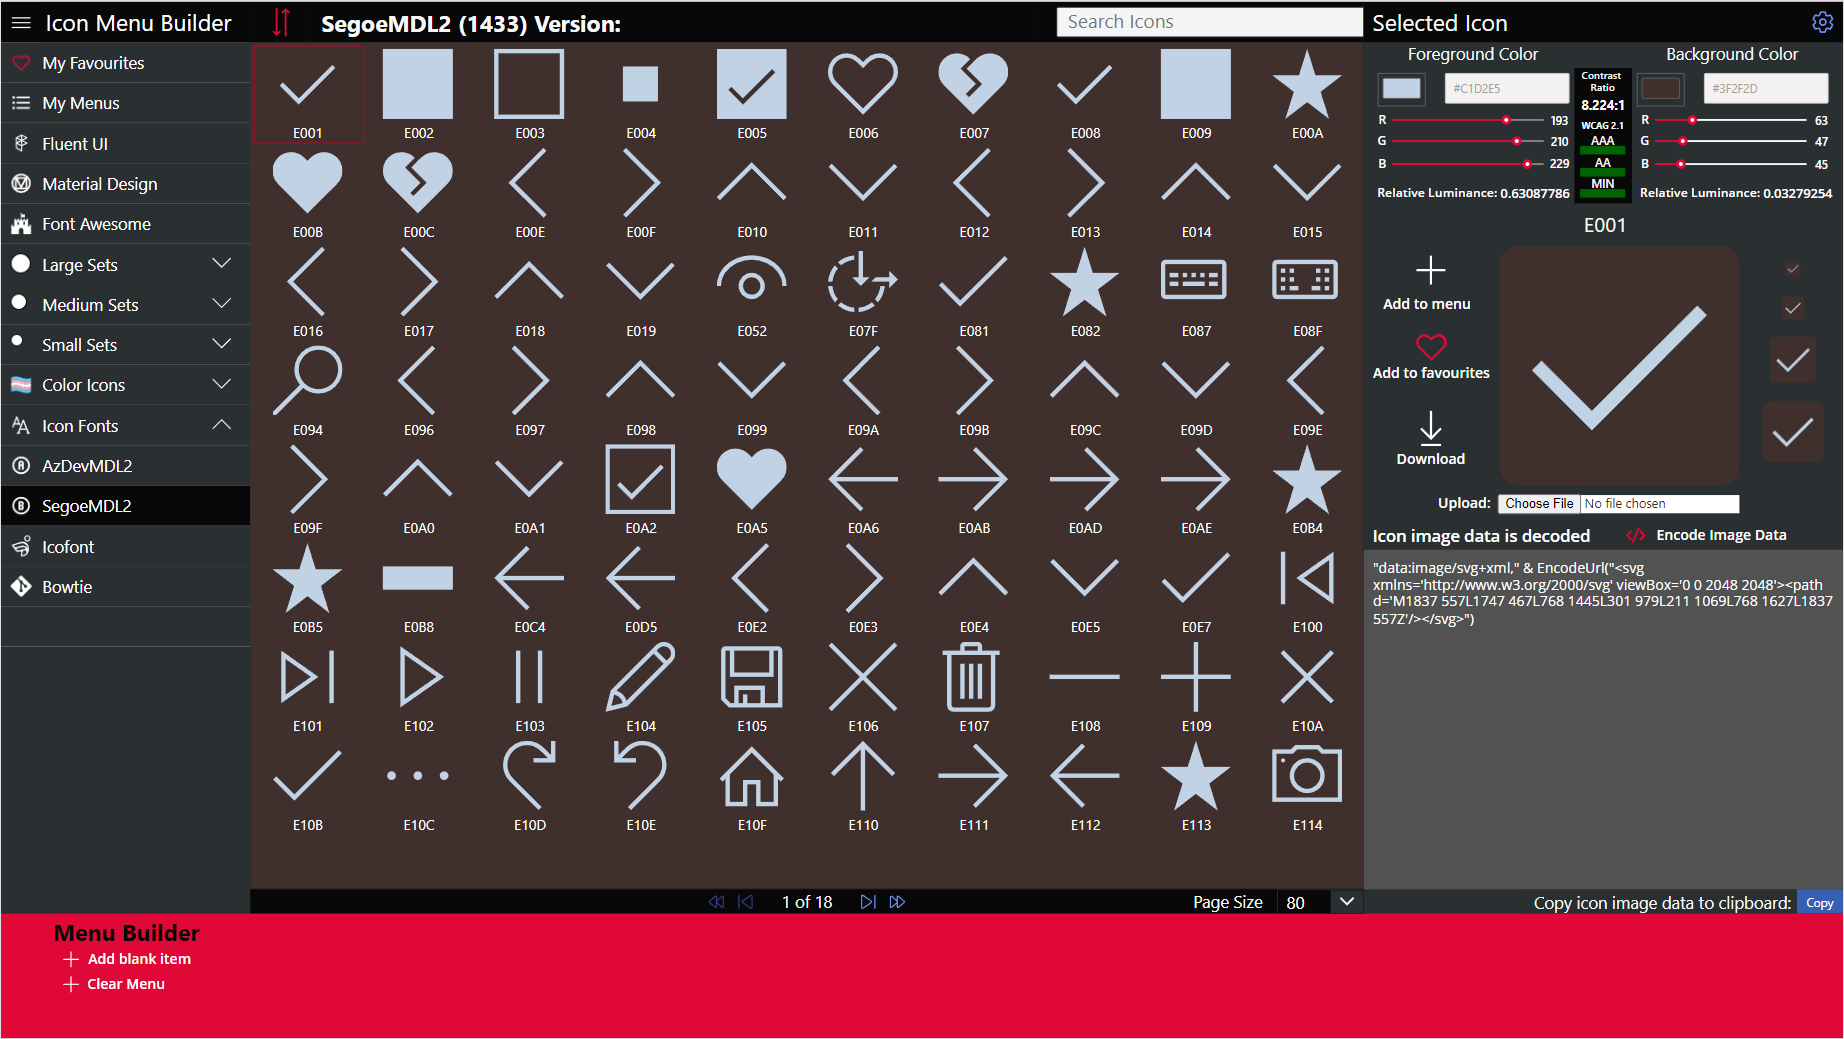 Icon Menu Builder
SegoeMDL2 (1433) Version:
Search Icons
Selected Icon
My Favourites
My Menus
Fluent UI
Material Design
Font Awesome
Large Sets
Medium Sets
Small Sets
Color Icons
Icon Fonts
AzDevMDL2
SegoeMDL2
Icofont
Bowtie
E001 E002 E003 E004 E005 E006 E007 E008 E009 E00A
E00B E00C E00E E00F E010 E011 E012 E013 E014 E015
E016 E017 E018 E019 E052 E07F E081 E082 E087 E08F
E094 E096 E097 E098 E099 E09A E09B E09C E09D E09E
E09F E0A0 E0A1 E0A2 E0A5 E0A6 E0AB E0AD E0AE E0B4
E0B5 E0B8 E0C4 E0D5 E0E2 E0E3 E0E4 E0E5 E0E7 E100
E101 E102 E103 E104 E105 E106 E107 E108 E109 E10A
E10B E10C E10D E10E E10F E110 E111 E112 E113 E114
1 of 18
Page Size 80
Foreground Color
#C1D2E5
R 193
G 210
B 229
Relative Luminance: 0.63087786
Contrast
Ratio
8.224:1
WCAG 2.1
AAA
AA
MIN
Background Color
#3F2F2D
R 63
G 47
B 45
Relative Luminance: 0.03279254
E001
Add to menu
Add to favourites
Download
Upload: Choose File No file chosen
Icon image data is decoded
</> Encode Image Data
"data:image/svg+xml," & EncodeUrl("<svg
xmlns='http://www.w3.org/2000/svg' viewBox='0 0 2048 2048'><path
d='M1837 557L1747 467L768 1445L301 979L211 1069L768 1627L1837
557Z'/></svg>")
Copy icon image data to clipboard: Copy
Menu Builder
Add blank item
Clear Menu